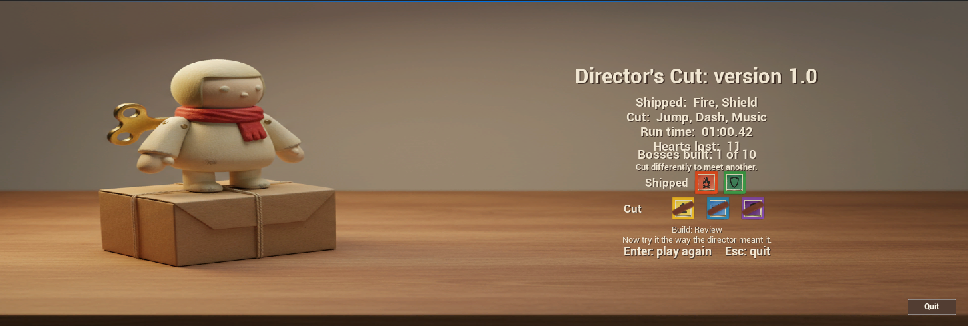 Director's Cut: version 1.0
Shipped: Fire, Shield
Cut: Jump, Dash, Music
Run time: 01:00.42
Hearts lost: 11
Bosses built: 1 of 10
Cut differently to meet another.
Shipped
Cut
Build: Review
Now try it the way the director meant it.
Enter: play again Esc: quit
Quit